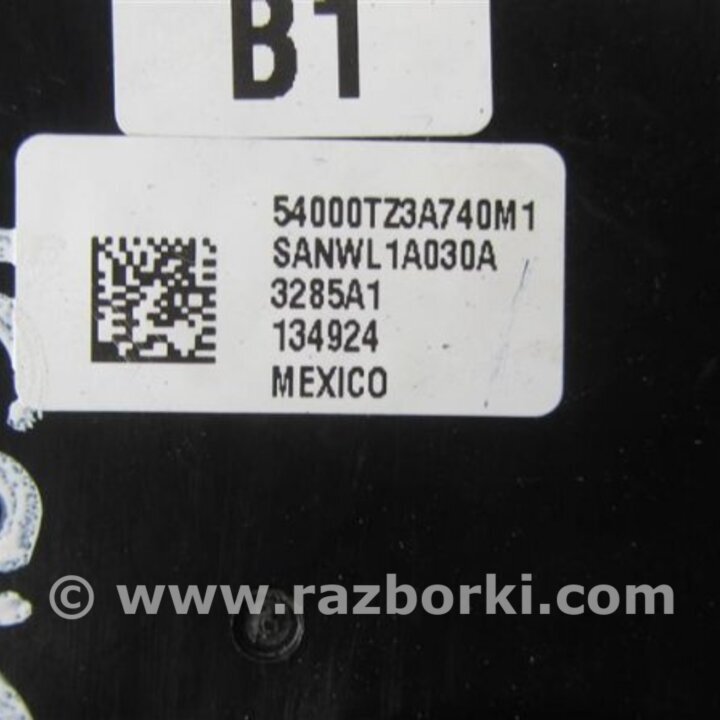 B1
54000TZ3A740M1
SANWL1A030A
3285A1
134924
MEXICO
© www.razborki.com